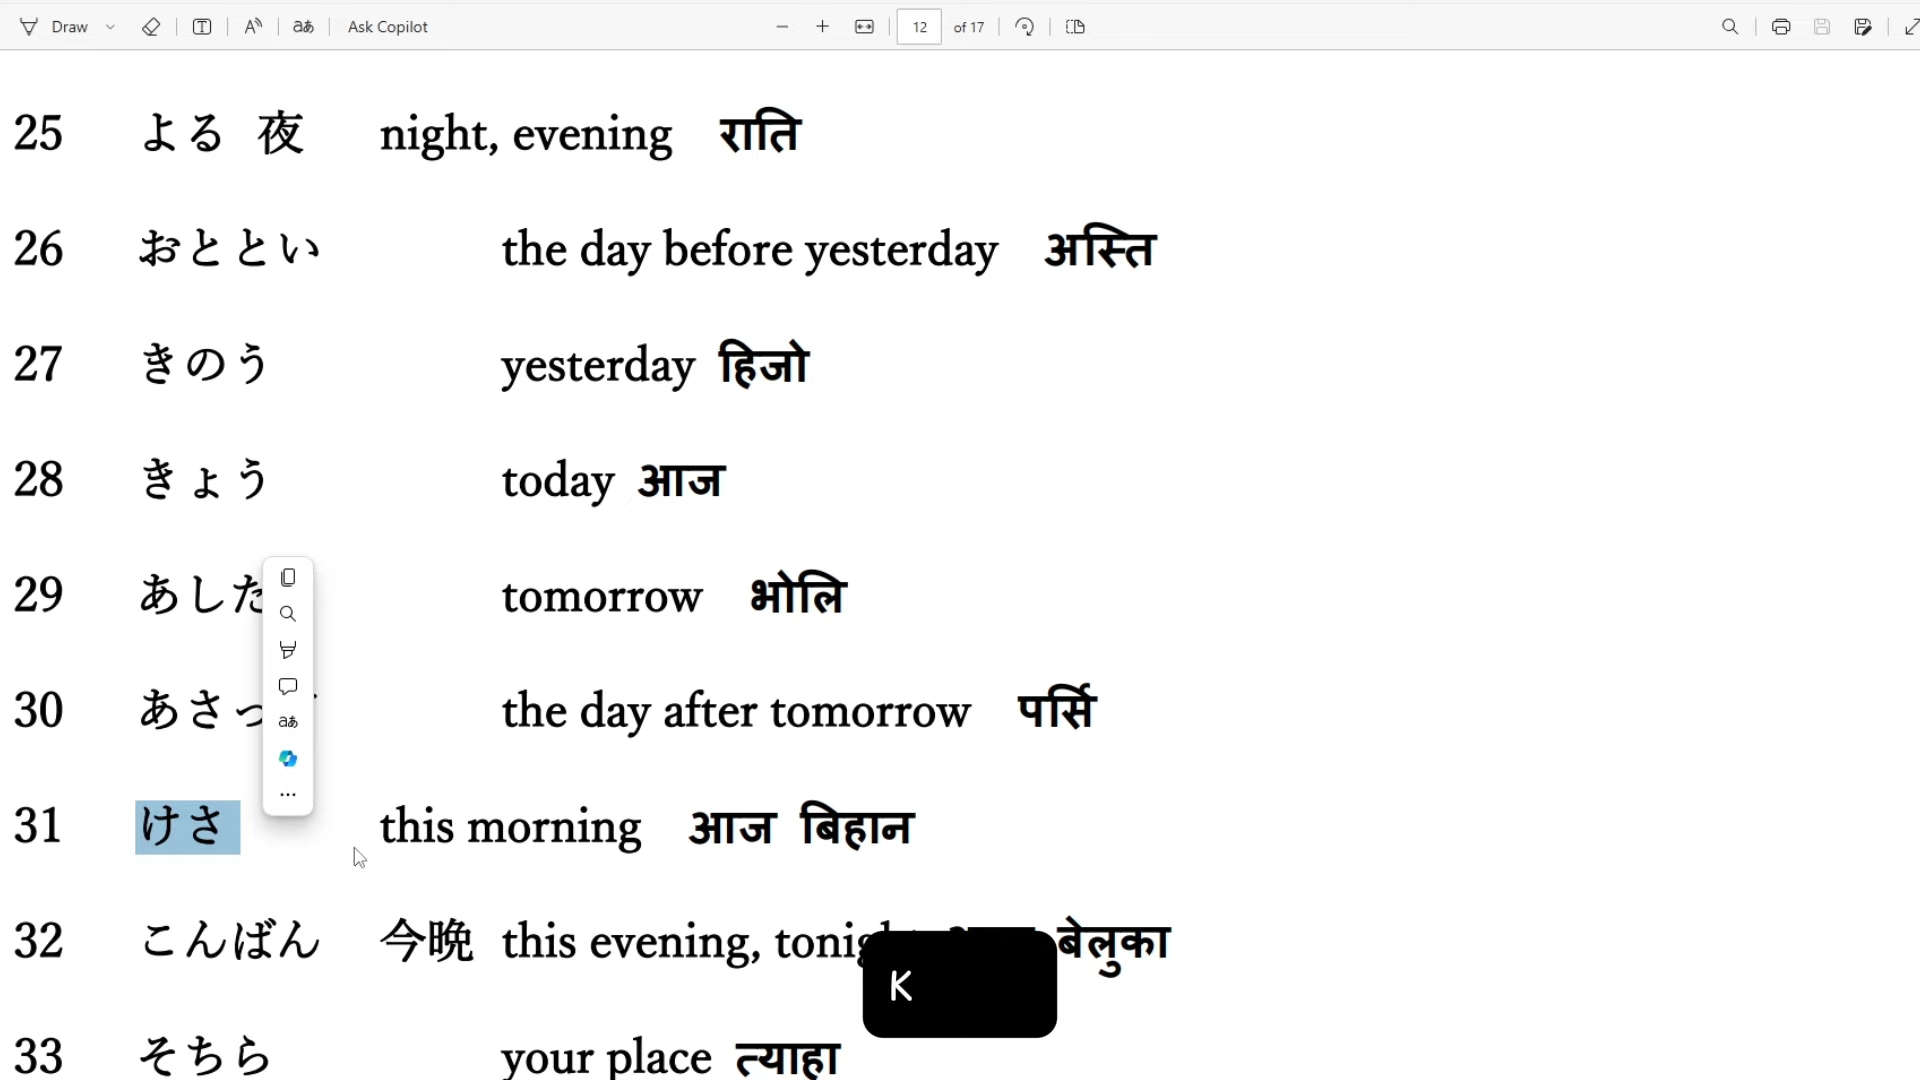 Draw Ask Copilot 12 of 17
25 よる 夜 night, evening राति
26 おととい the day before yesterday अस्ति
27 きのう yesterday हिजो
28 きょう today आज
29 あした tomorrow भोलि
30 あさっ the day after tomorrow पर्सि
31 けさ this morning आज बिहान
32 こんばん 今晩 this evening, बेलुका
K
33 そちら your place त्याहा